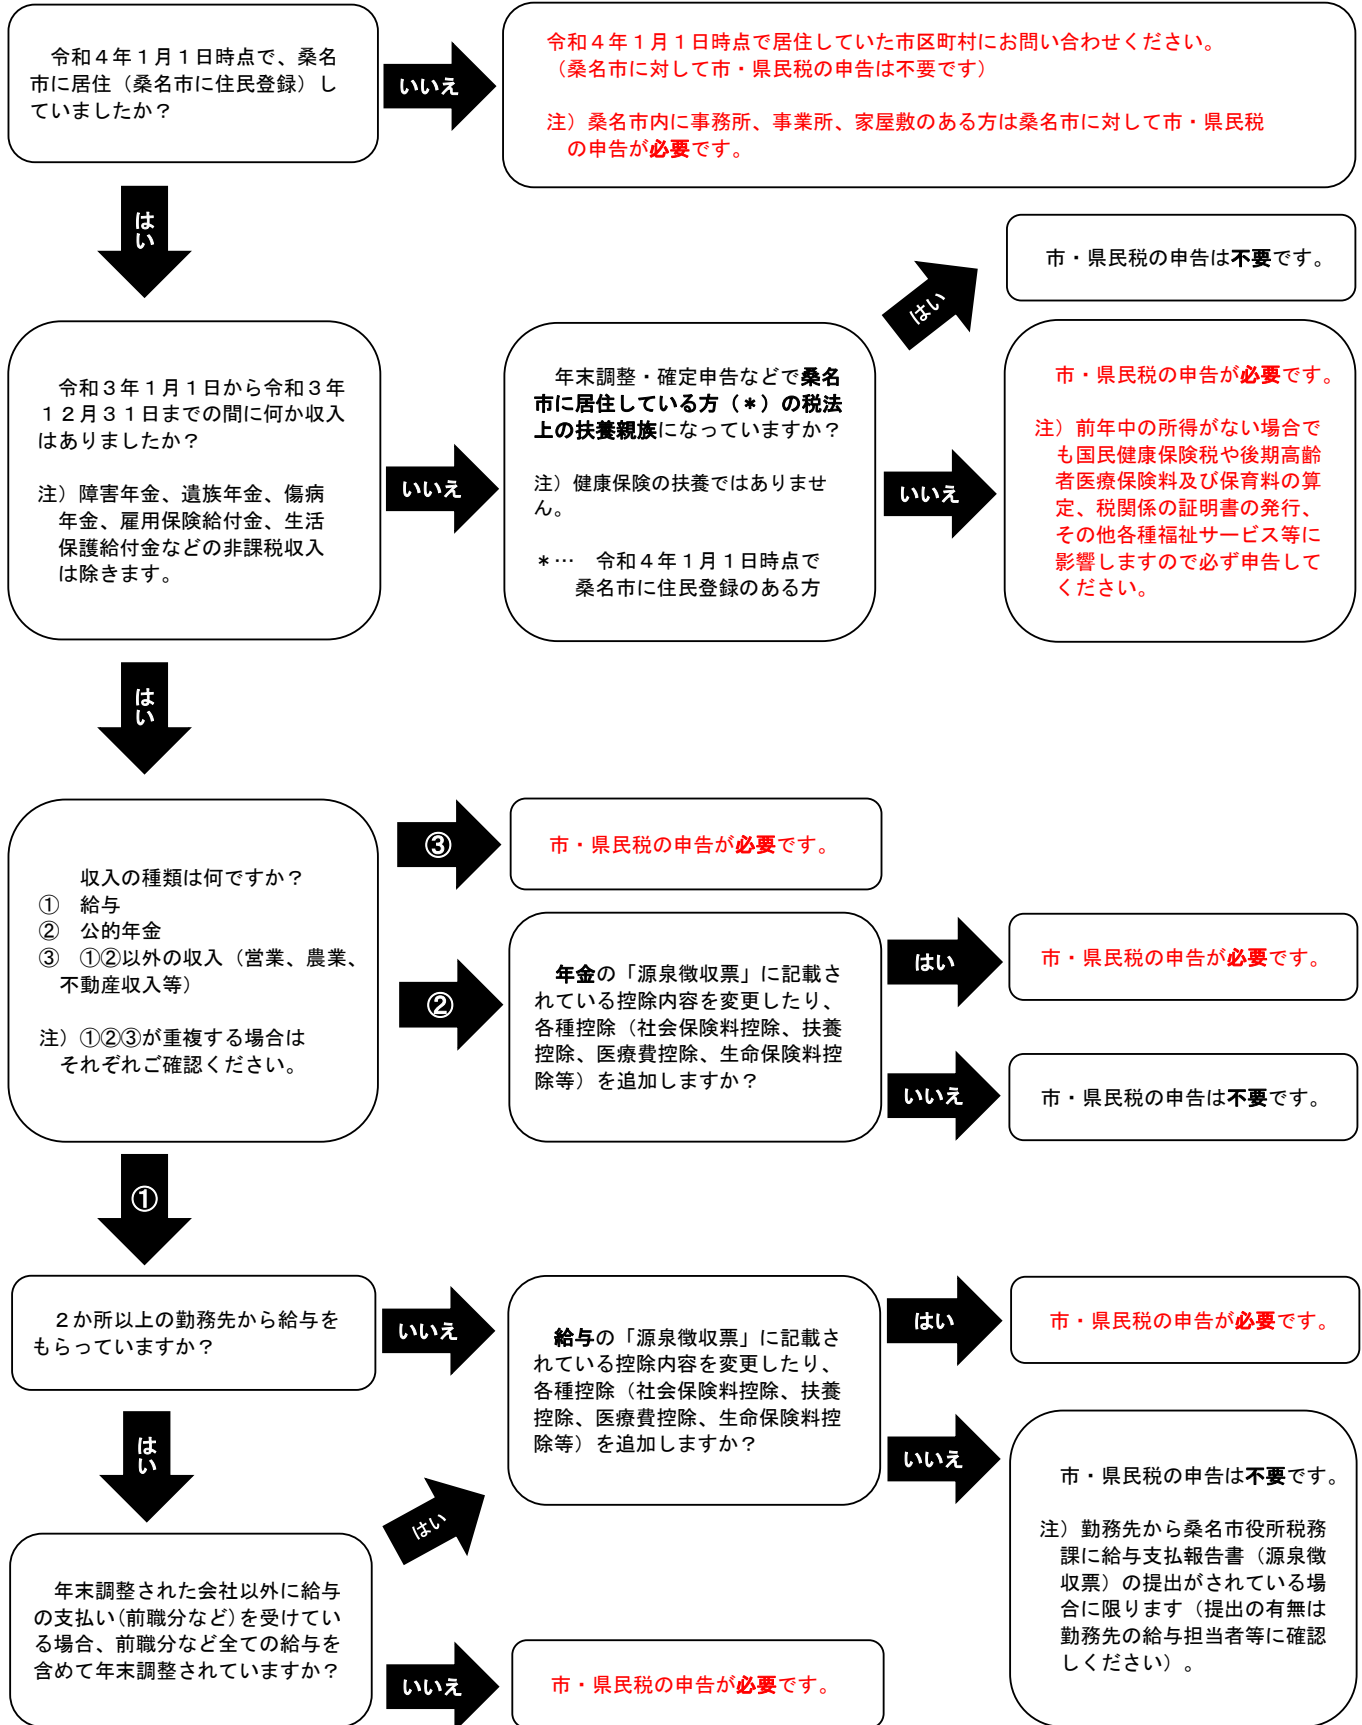 令和４年１月１日時点で、桑名
市に居住（桑名市に住民登録）し
ていましたか？
いいえ
令和４年１月１日時点で居住していた市区町村にお問い合わせください。
（桑名市に対して市・県民税の申告は不要です）
注）桑名市内に事務所、事業所、家屋敷のある方は桑名市に対して市・県民税
の申告が必要です。
はい
令和３年１月１日から令和３年
１２月３１日までの間に何か収入
はありましたか？
注）障害年金、遺族年金、傷病
年金、雇用保険給付金、生活
保護給付金などの非課税収入
は除きます。
いいえ
年末調整・確定申告などで桑名
市に居住している方（＊）の税法
上の扶養親族になっていますか？
注）健康保険の扶養ではありませ
ん。
＊… 令和４年１月１日時点で
桑名市に住民登録のある方
はい
市・県民税の申告は不要です。
いいえ
市・県民税の申告が必要です。
注）前年中の所得がない場合で
も国民健康保険税や後期高齢
者医療保険料及び保育料の算
定、税関係の証明書の発行、
その他各種福祉サービス等に
影響しますので必ず申告して
ください。
はい
収入の種類は何ですか？
① 給与
② 公的年金
③ ①②以外の収入（営業、農業、
不動産収入等）
注）①②③が重複する場合は
それぞれご確認ください。
③
市・県民税の申告が必要です。
②
年金の「源泉徴収票」に記載さ
れている控除内容を変更したり、
各種控除（社会保険料控除、扶養
控除、医療費控除、生命保険料控
除等）を追加しますか？
はい
市・県民税の申告が必要です。
いいえ
市・県民税の申告は不要です。
①
２か所以上の勤務先から給与を
もらっていますか？
いいえ
給与の「源泉徴収票」に記載さ
れている控除内容を変更したり、
各種控除（社会保険料控除、扶養
控除、医療費控除、生命保険料控
除等）を追加しますか？
はい
市・県民税の申告が必要です。
いいえ
市・県民税の申告は不要です。
注）勤務先から桑名市役所税務
課に給与支払報告書（源泉徴
収票）の提出がされている場
合に限ります（提出の有無は
勤務先の給与担当者等に確認
しください）。
はい
年末調整された会社以外に給与
の支払い(前職分など)を受けてい
る場合、前職分など全ての給与を
含めて年末調整されていますか？
はい
いいえ
市・県民税の申告が必要です。